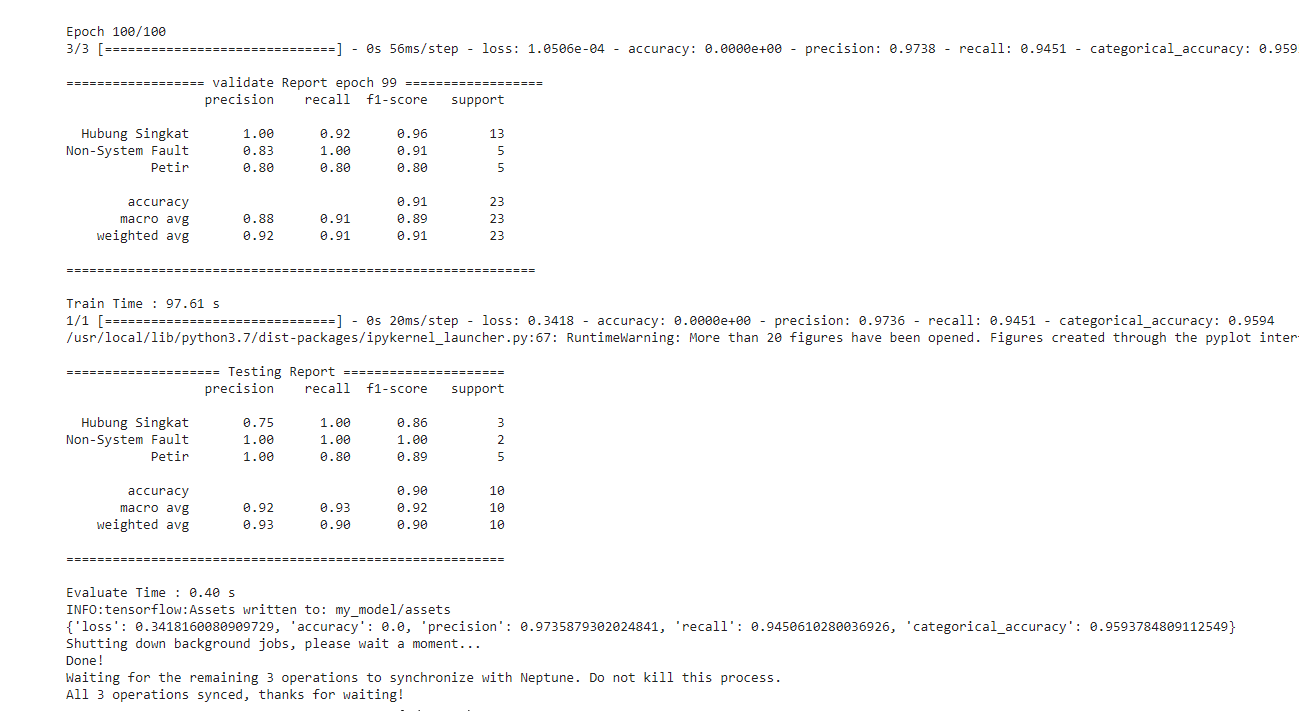 Epoch 100/100
3/3 [==============================] - 0s 56ms/step - loss: 1.0506e-04 - accuracy: 0.0000e+00 - precision: 0.9738 - recall: 0.9451 - categorical_accuracy: 0.959
================== validate Report epoch 99 ==================
precision recall f1-score support
Hubung Singkat 1.00 0.92 0.96 13
Non-System Fault 0.83 1.00 0.91 5
Petir 0.80 0.80 0.80 5
accuracy 0.91 23
macro avg 0.88 0.91 0.89 23
weighted avg 0.92 0.91 0.91 23
=============================================================
Train Time : 97.61 s
1/1 [==============================] - 0s 20ms/step - loss: 0.3418 - accuracy: 0.0000e+00 - precision: 0.9736 - recall: 0.9451 - categorical_accuracy: 0.9594
/usr/local/lib/python3.7/dist-packages/ipykernel_launcher.py:67: RuntimeWarning: More than 20 figures have been opened. Figures created through the pyplot inter
==================== Testing Report =====================
precision recall f1-score support
Hubung Singkat 0.75 1.00 0.86 3
Non-System Fault 1.00 1.00 1.00 2
Petir 1.00 0.80 0.89 5
accuracy 0.90 10
macro avg 0.92 0.93 0.92 10
weighted avg 0.93 0.90 0.90 10
=========================================================
Evaluate Time : 0.40 s
INFO:tensorflow:Assets written to: my_model/assets
{'loss': 0.3418160080909729, 'accuracy': 0.0, 'precision': 0.9735879302024841, 'recall': 0.9450610280036926, 'categorical_accuracy': 0.9593784809112549}
Shutting down background jobs, please wait a moment...
Done!
Waiting for the remaining 3 operations to synchronize with Neptune. Do not kill this process.
All 3 operations synced, thanks for waiting!